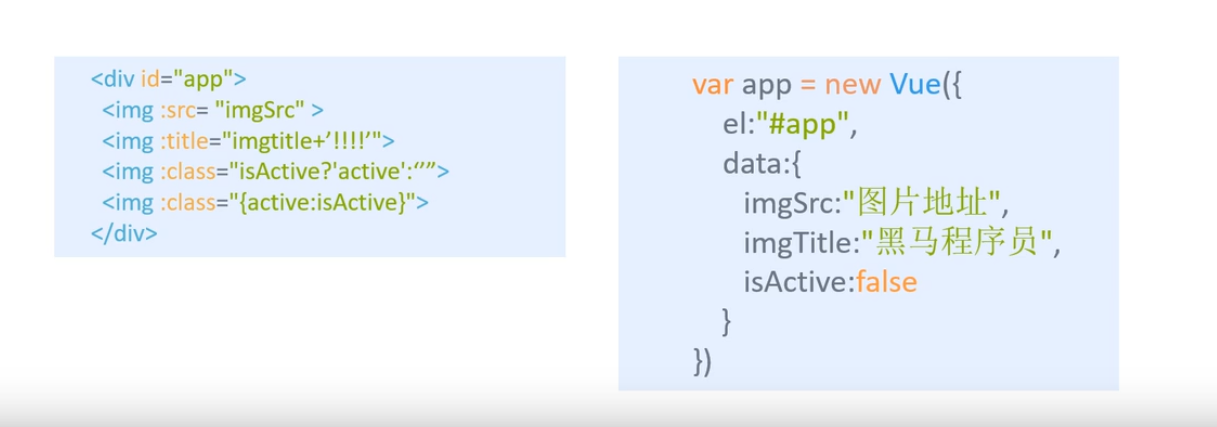 <div id="app">
<img :src= "imgSrc" >
<img :title="imgtitle+’!!!!’">
<img :class="isActive?'active':‘’”>
<img :class="{active:isActive}">
</div>
var app = new Vue({
el:"#app",
data:{
imgSrc:"图片地址",
imgTitle:"黑马程序员",
isActive:false
}
})